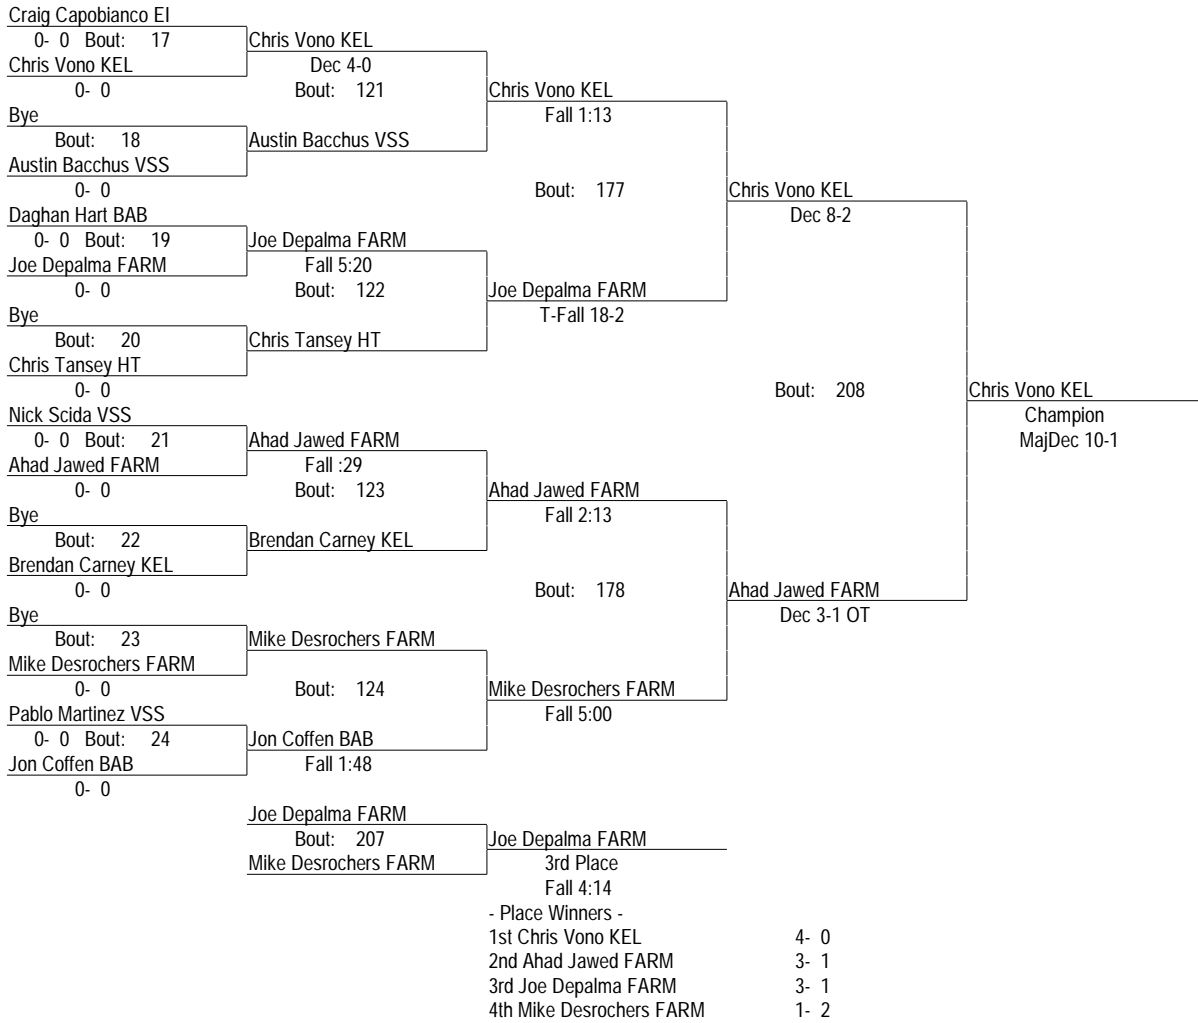 Craig Capobianco EI
0- 0 Bout: 17 Chris Vono KEL
Chris Vono KEL Dec 4-0
0- 0 Bout: 121 Chris Vono KEL
Bye Fall 1:13
Bout: 18 Austin Bacchus VSS
Austin Bacchus VSS
0- 0 Bout: 177 Chris Vono KEL
Daghan Hart BAB Dec 8-2
0- 0 Bout: 19 Joe Depalma FARM
Joe Depalma FARM Fall 5:20
0- 0 Bout: 122 Joe Depalma FARM
Bye T-Fall 18-2
Bout: 20 Chris Tansey HT
Chris Tansey HT
0- 0 Bout: 208 Chris Vono KEL
Nick Scida VSS Champion
0- 0 Bout: 21 Ahad Jawed FARM MajDec 10-1
Ahad Jawed FARM Fall :29
0- 0 Bout: 123 Ahad Jawed FARM
Bye Fall 2:13
Bout: 22 Brendan Carney KEL
Brendan Carney KEL
0- 0 Bout: 178 Ahad Jawed FARM
Bye Dec 3-1 OT
Bout: 23 Mike Desrochers FARM
Mike Desrochers FARM
0- 0 Bout: 124 Mike Desrochers FARM
Pablo Martinez VSS Fall 5:00
0- 0 Bout: 24 Jon Coffen BAB
Jon Coffen BAB Fall 1:48
0- 0
Joe Depalma FARM
Bout: 207 Joe Depalma FARM
Mike Desrochers FARM 3rd Place
Fall 4:14
- Place Winners -
1st Chris Vono KEL 4- 0
2nd Ahad Jawed FARM 3- 1
3rd Joe Depalma FARM 3- 1
4th Mike Desrochers FARM 1- 2